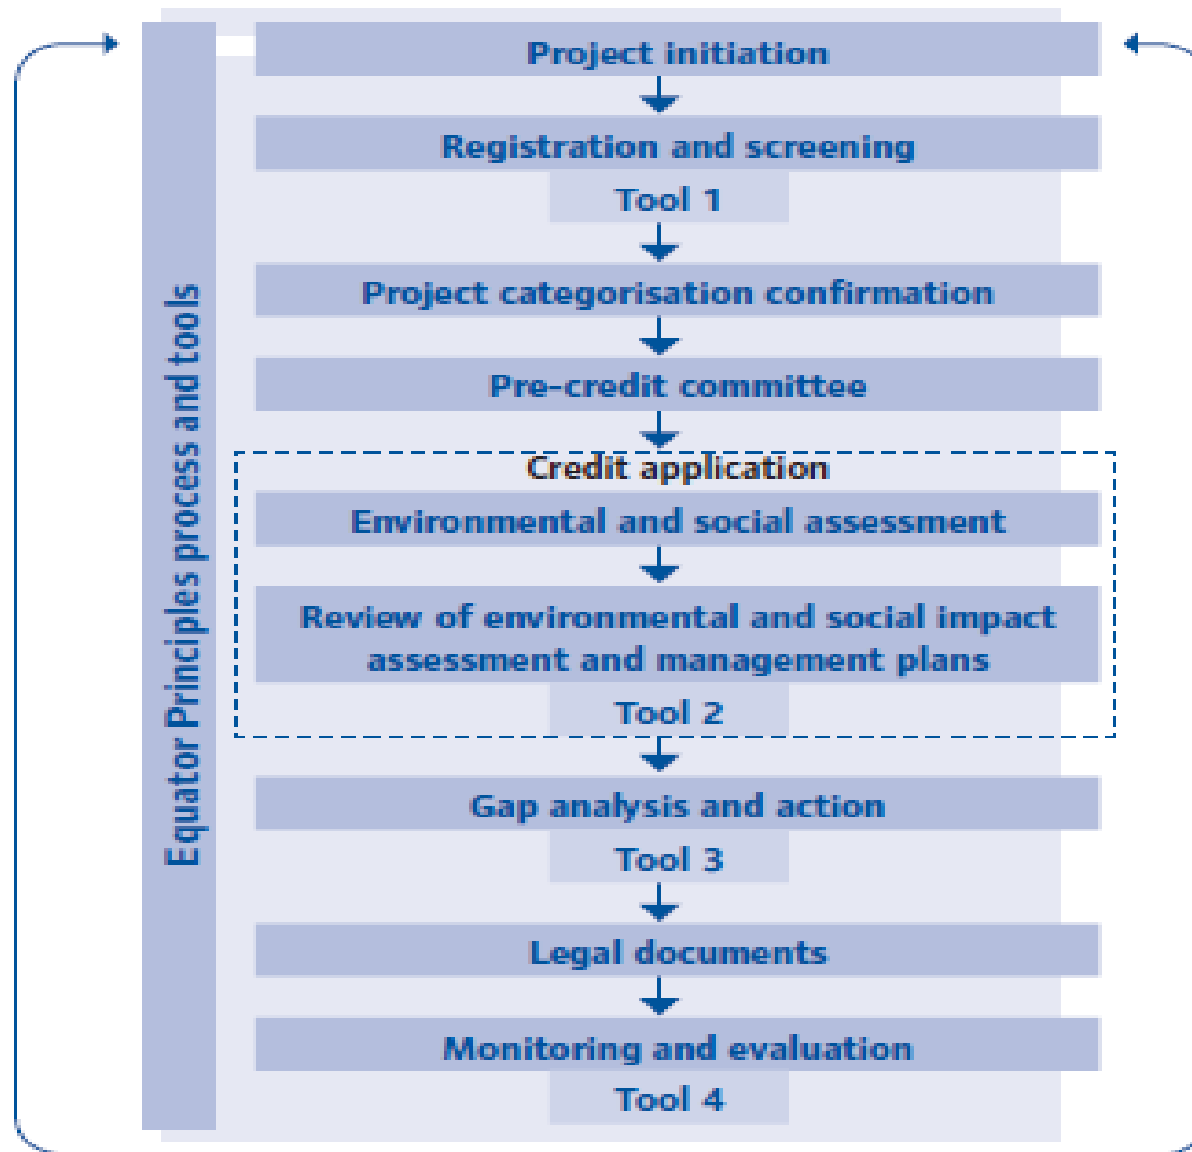 Equator Principles process and tools
Project initiation
Registration and screening
Tool 1
Project categorisation confirmation
Pre-credit committee
Credit application
Environmental and social assessment
Review of environmental and social impact
assessment and management plans
Tool 2
Gap analysis and action
Tool 3
Legal documents
Monitoring and evaluation
Tool 4